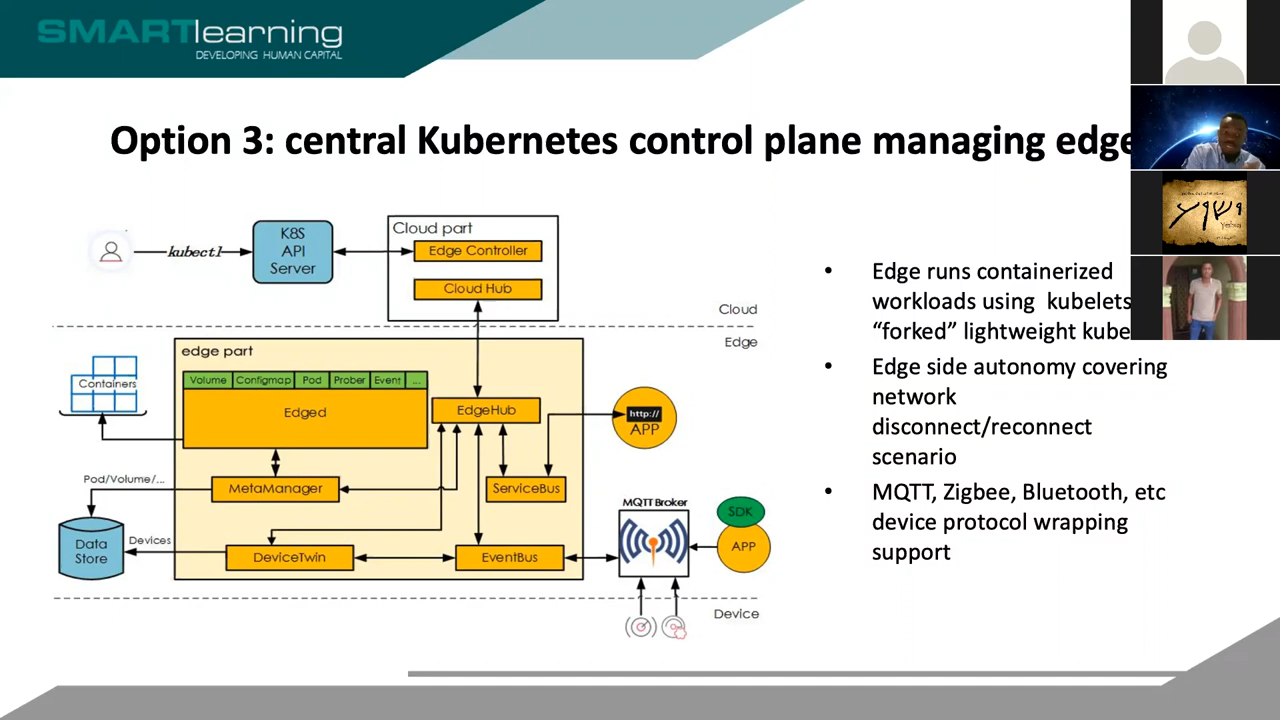 SMARTlearning
DEVELOPING HUMAN CAPITAL
Option 3: central Kubernetes control plane managing edge
kubectl
K8S
API
Server
Cloud part
Edge Controller
Cloud Hub
Cloud
Edge
edge part
Volume Configmap Pod Prober Event ...
Edged
EdgeHub
Containers
http://
APP
Pod/Volume/...
MetaManager
ServiceBus
MQTT Broker
SDK
APP
Data
Store
Devices
DeviceTwin
EventBus
Device
• Edge runs containerized
workloads using kubelets
“forked” lightweight kube
• Edge side autonomy covering
network
disconnect/reconnect
scenario
• MQTT, Zigbee, Bluetooth, etc
device protocol wrapping
support